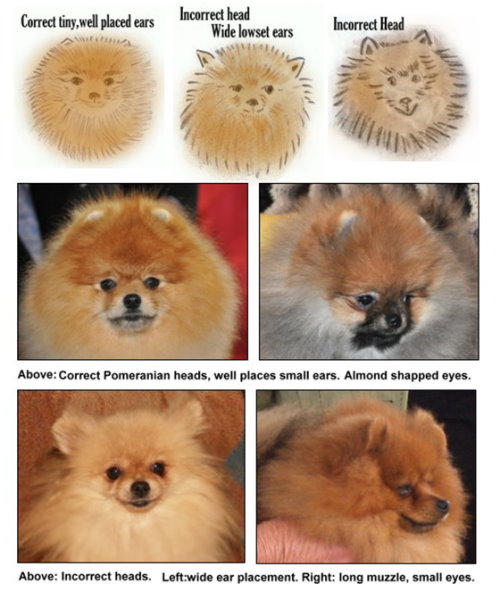 Correct tiny,well placed ears
Incorrect head
Wide lowset ears
Incorrect Head
Above: Correct Pomeranian heads, well places small ears. Almond shapped eyes.
Above: Incorrect heads. Left:wide ear placement. Right: long muzzle, small eyes.